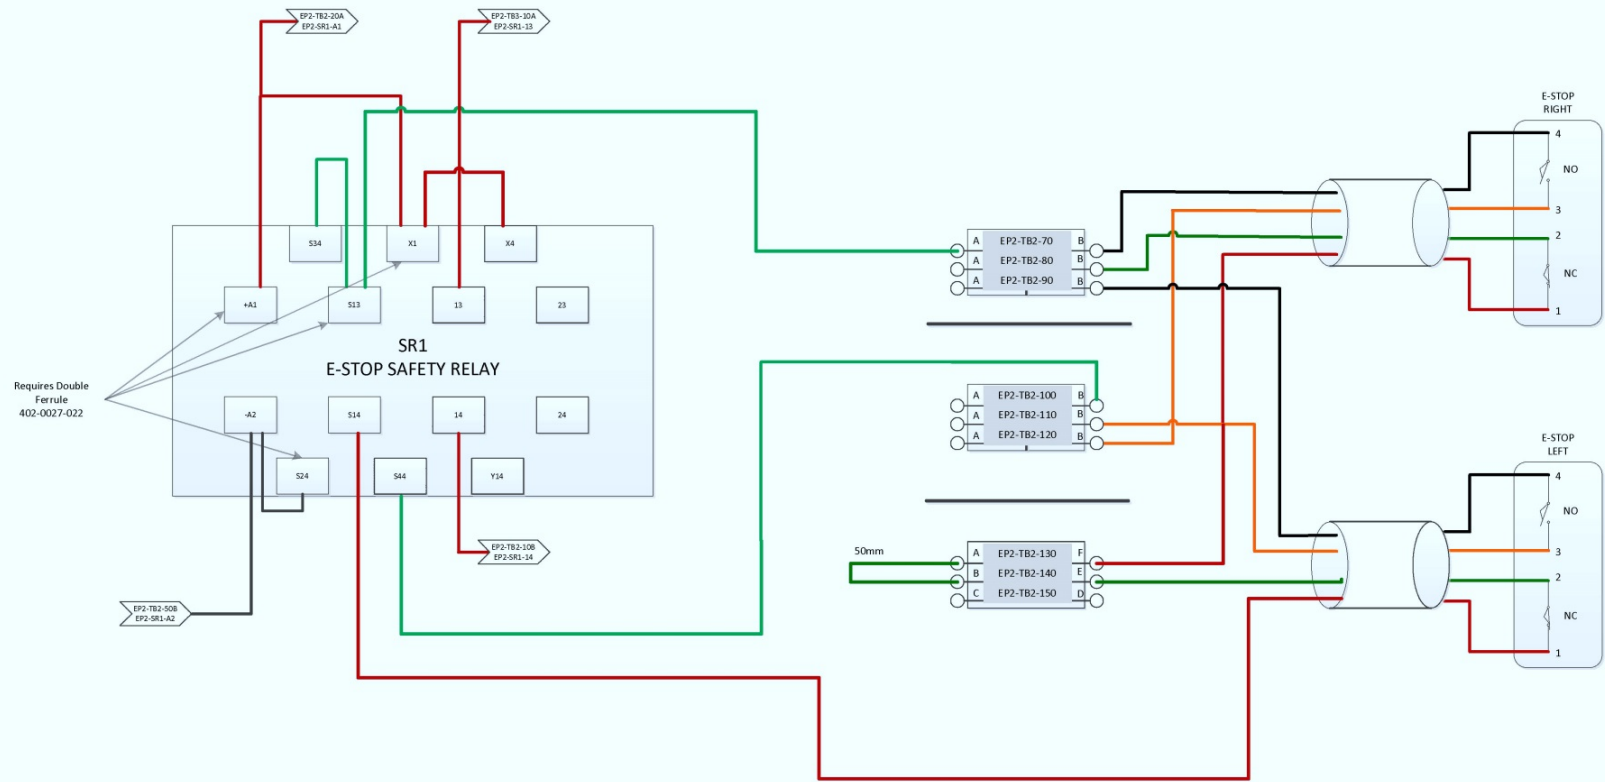 EP2-TB2-20A
EP2-SR1-A1
EP2-TB3-10A
EP2-SR1-13
E-STOP
RIGHT
4
NO
3
2
NC
1
S34
X1
X4
+A1
S13
13
23
SR1
E-STOP SAFETY RELAY
Requires Double
Ferrule
402-0027-022
-A2
S14
14
24
S24
S44
Y14
EP2-TB2-10B
EP2-SR1-14
EP2-TB2-50B
EP2-SR1-A2
A EP2-TB2-70 B
A EP2-TB2-80 B
A EP2-TB2-90 B
A EP2-TB2-100 B
A EP2-TB2-110 B
A EP2-TB2-120 B
50mm
A EP2-TB2-130 F
B EP2-TB2-140 E
C EP2-TB2-150 D
E-STOP
LEFT
4
NO
3
2
NC
1